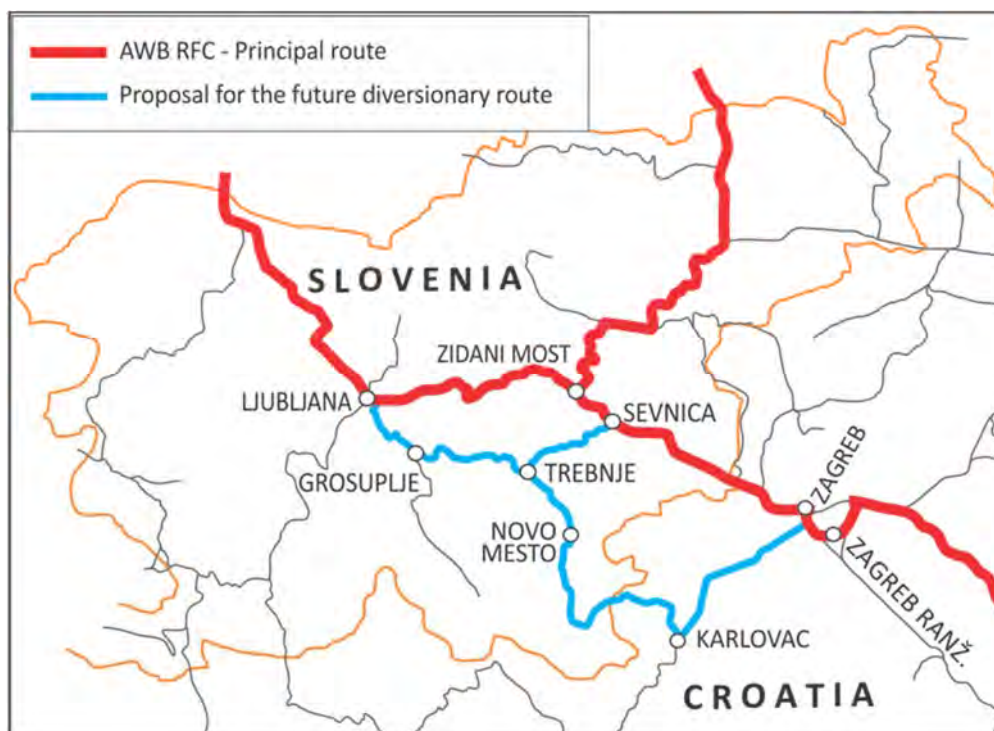 AWB RFC - Principal route
Proposal for the future diversionary route
SLOVENIA
ZIDANI MOST
LJUBLJANA
SEVNICA
GROSUPLJE
TREBNJE
ZAGREB
NOVO
MESTO
ZAGREB RANŽ.
KARLOVAC
CROATIA